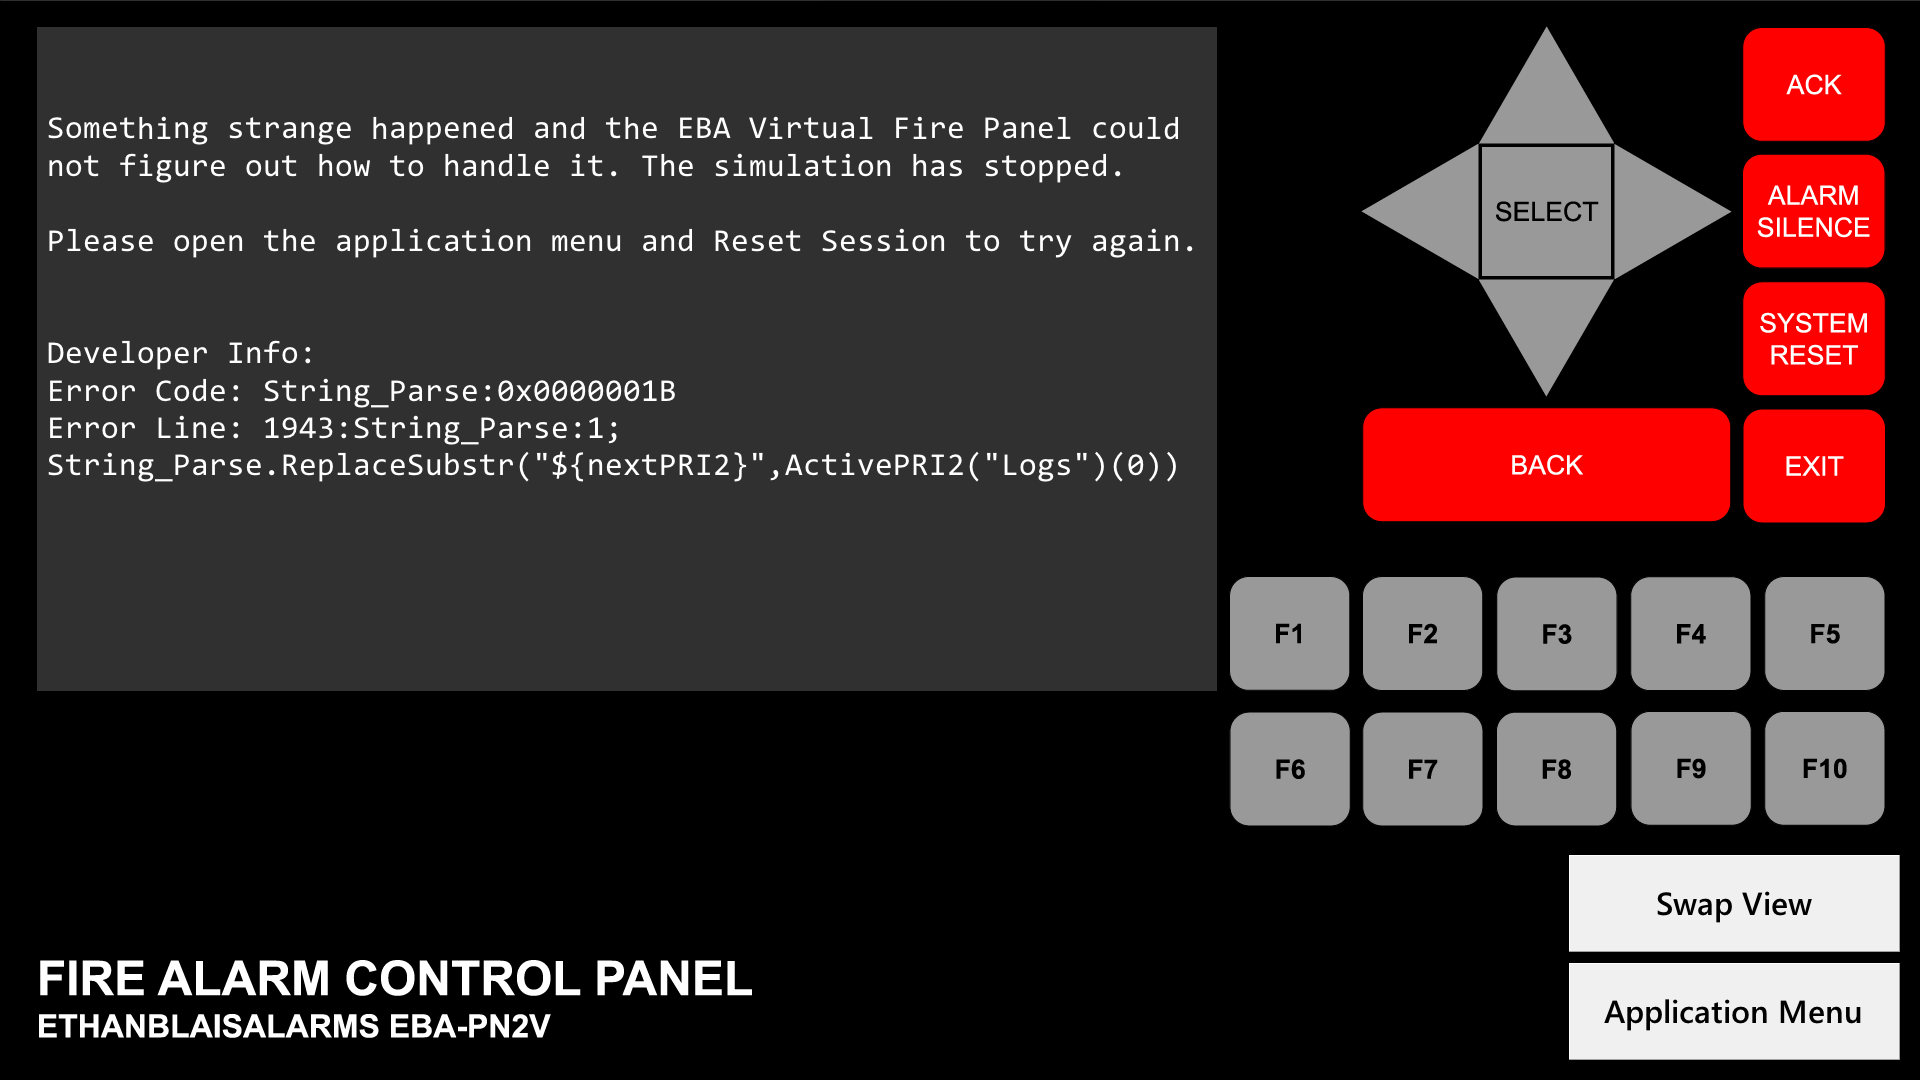 Something strange happened and the EBA Virtual Fire Panel could
not figure out how to handle it. The simulation has stopped.
Please open the application menu and Reset Session to try again.
Developer Info:
Error Code: String_Parse:0x0000001B
Error Line: 1943:String_Parse:1;
String_Parse.ReplaceSubstr("${nextPRI2}",ActivePRI2("Logs")(0))
SELECT
ACK
ALARM
SILENCE
SYSTEM
RESET
BACK
EXIT
F1
F2
F3
F4
F5
F6
F7
F8
F9
F10
Swap View
Application Menu
FIRE ALARM CONTROL PANEL
ETHANBLAISALARMS EBA-PN2V